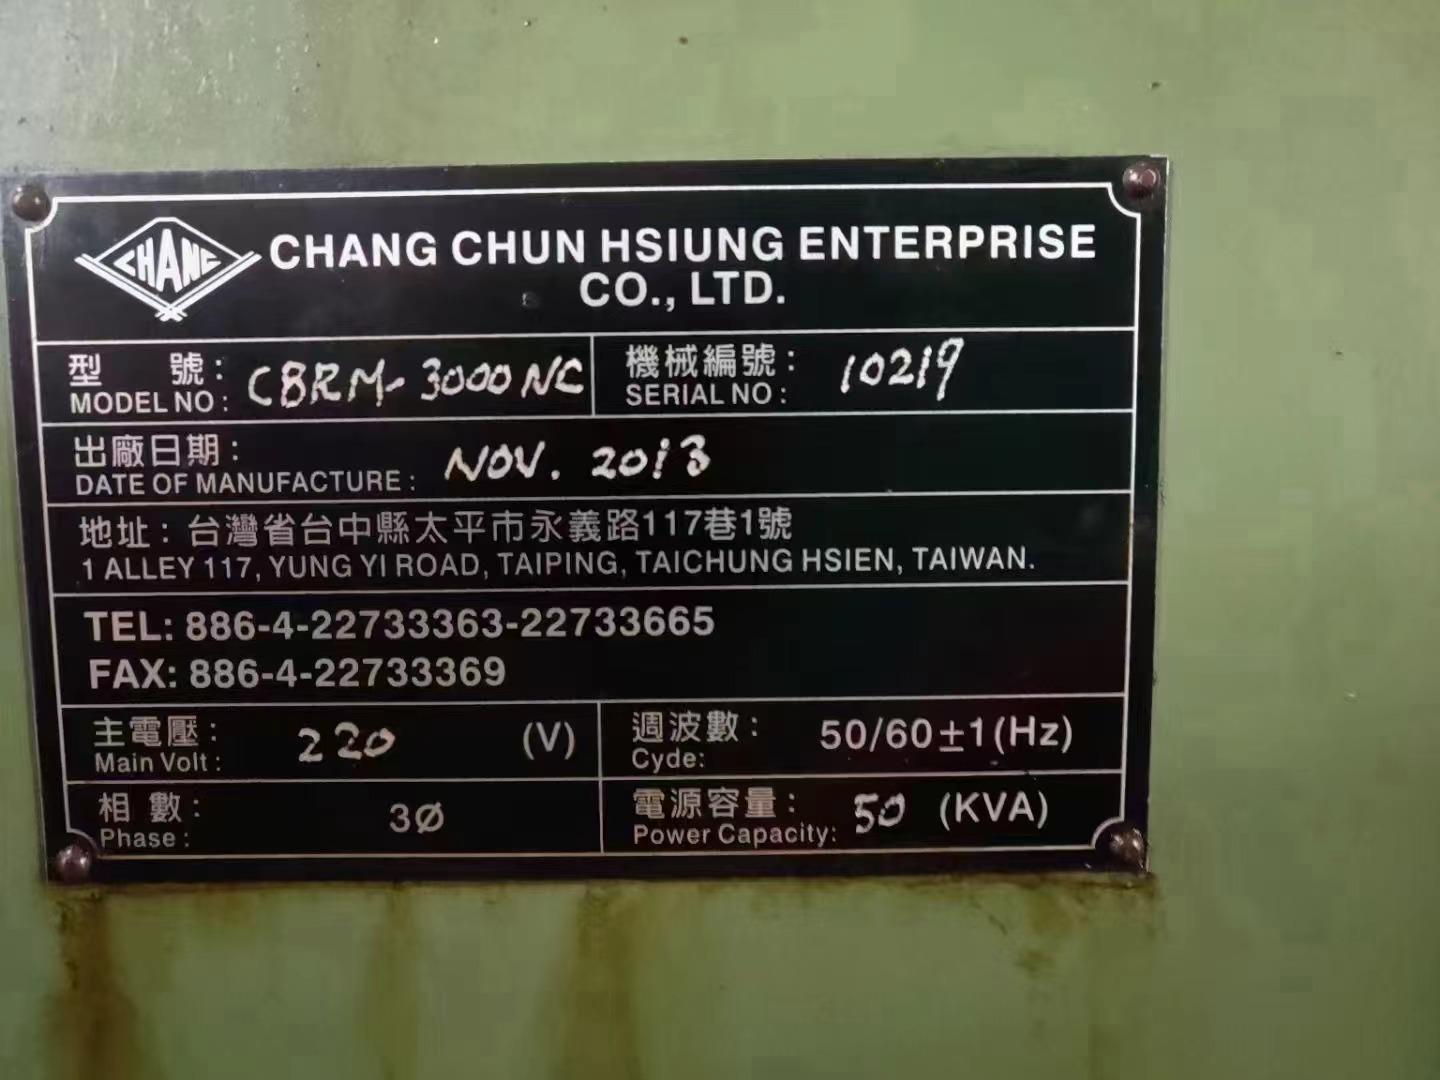 CHANG
CHANG CHUN HSIUNG ENTERPRISE
CO., LTD.
型 號：
MODEL NO： CBRM-3000NC
機械編號：
SERIAL NO： 10219
出廠日期：
DATE OF MANUFACTURE： NOV. 2013
地址：台灣省台中縣太平市永義路117巷1號
1 ALLEY 117, YUNG YI ROAD, TAIPING, TAICHUNG HSIEN, TAIWAN.
TEL: 886-4-22733363-22733665
FAX: 886-4-22733369
主電壓： 220 (V)
Main Volt：
週波數： 50/60±1(Hz)
Cyde:
相 數： 3Ø
Phase：
電源容量： 50 (KVA)
Power Capacity: